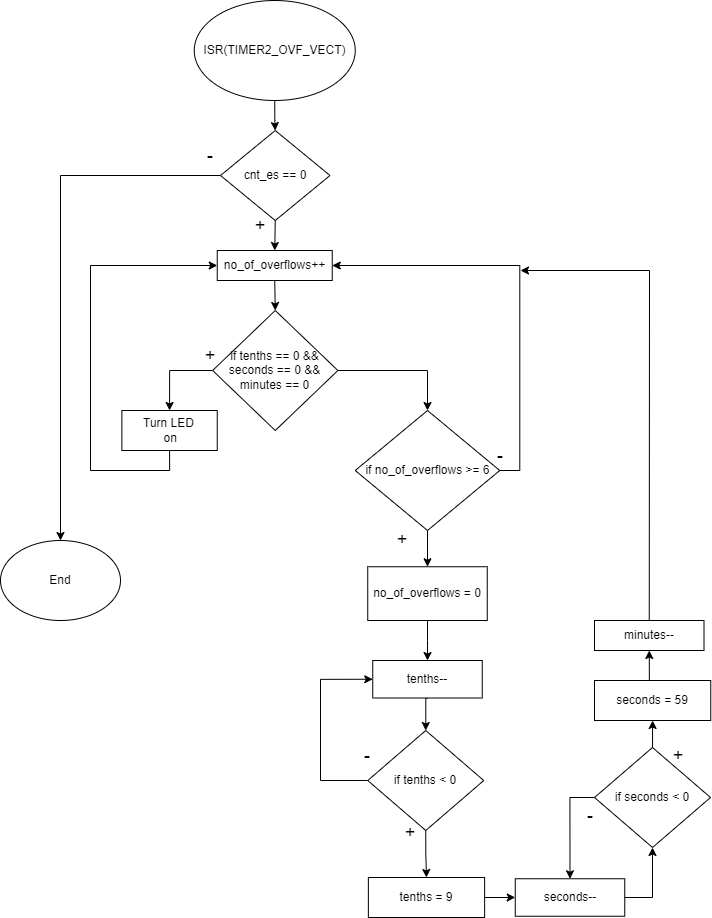 ISR(TIMER2_OVF_VECT)
-
cnt_es == 0
+
no_of_overflows++
+
if tenths == 0 &&
seconds == 0 &&
minutes == 0
Turn LED
on
-
if no_of_overflows >= 6
+
End
no_of_overflows = 0
minutes--
tenths--
seconds = 59
-
+
if tenths < 0
if seconds < 0
-
+
tenths = 9
seconds--